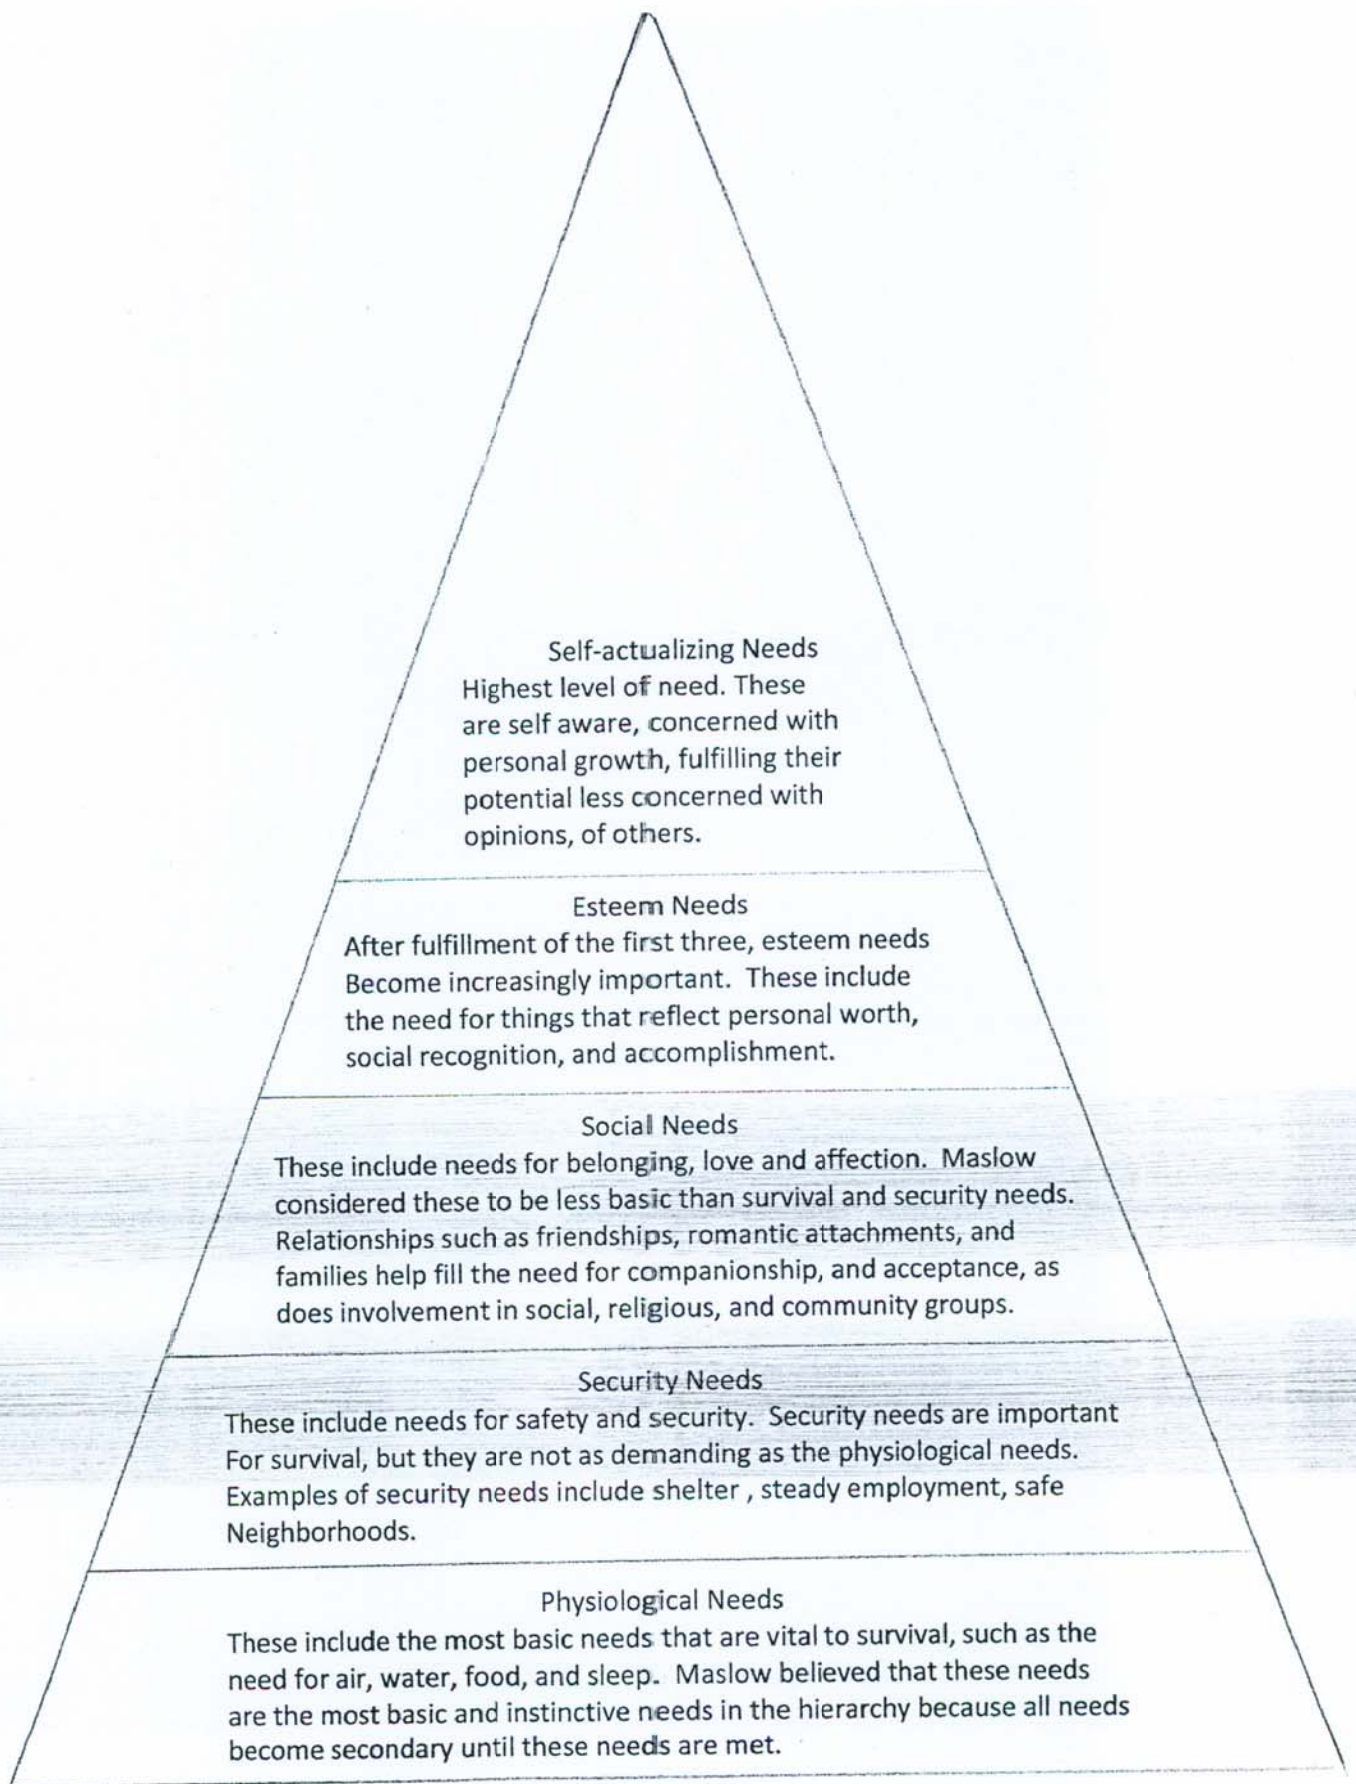 Self-actualizing Needs
Highest level of need. These
are self aware, concerned with
personal growth, fulfilling their
potential less concerned with
opinions, of others.
Esteem Needs
After fulfillment of the first three, esteem needs
Become increasingly important. These include
the need for things that reflect personal worth,
social recognition, and accomplishment.
Social Needs
These include needs for belonging, love and affection. Maslow
considered these to be less basic than survival and security needs.
Relationships such as friendships, romantic attachments, and
families help fill the need for companionship, and acceptance, as
does involvement in social, religious, and community groups.
Security Needs
These include needs for safety and security. Security needs are important
For survival, but they are not as demanding as the physiological needs.
Examples of security needs include shelter , steady employment, safe
Neighborhoods.
Physiological Needs
These include the most basic needs that are vital to survival, such as the
need for air, water, food, and sleep. Maslow believed that these needs
are the most basic and instinctive needs in the hierarchy because all needs
become secondary until these needs are met.